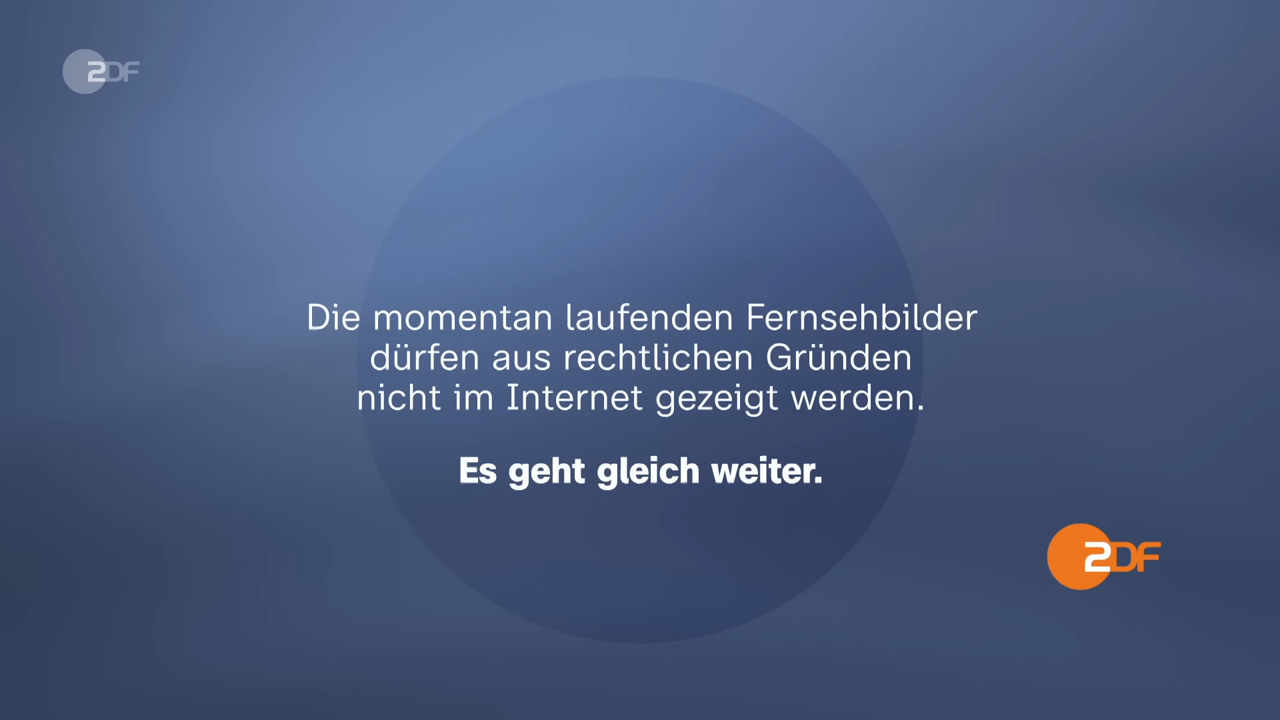 ZDF
Die momentan laufenden Fernsehbilder
dürfen aus rechtlichen Gründen
nicht im Internet gezeigt werden.
Es geht gleich weiter.
ZDF